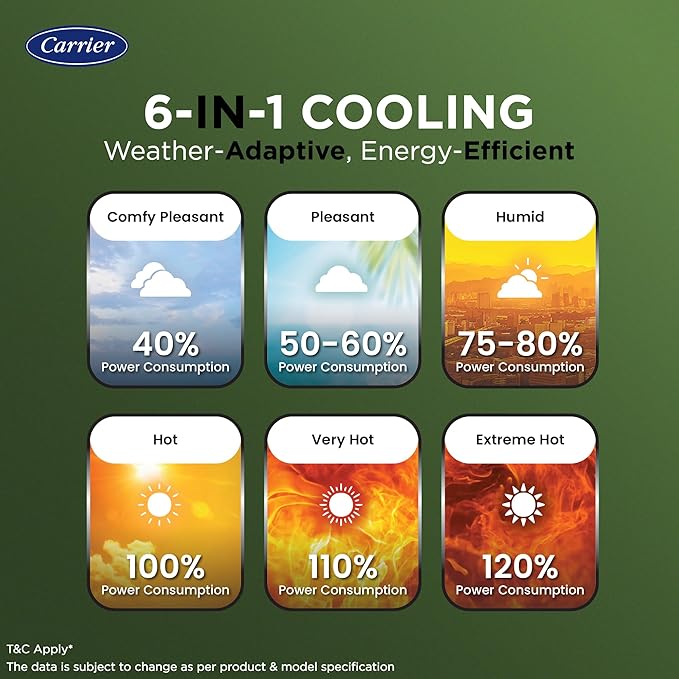 Carrier
6-IN-1 COOLING
Weather-Adaptive, Energy-Efficient
Comfy Pleasant
40%
Power Consumption
Pleasant
50-60%
Power Consumption
Humid
75-80%
Power Consumption
Hot
100%
Power Consumption
Very Hot
110%
Power Consumption
Extreme Hot
120%
Power Consumption
T&C Apply*
The data is subject to change as per product & model specification